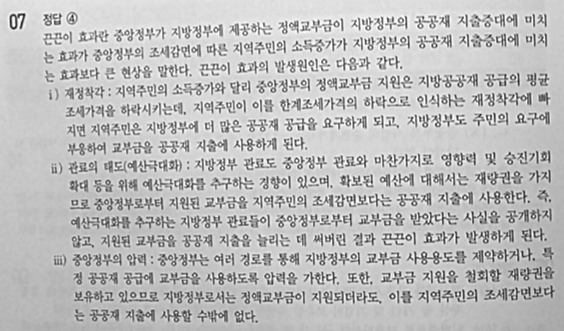 07 정답 ④
끈끈이 효과란 중앙정부가 지방정부에 제공하는 정액교부금이 지방정부의 공공재 지출증대에 미치
는 효과가 중앙정부의 조세감면에 따른 지역주민의 소득증가가 지방정부의 공공재 지출증대에 미치
는 효과보다 큰 현상을 말한다. 끈끈이 효과의 발생원인은 다음과 같다.
ⅰ) 재정착각 : 지역주민의 소득증가와 달리 중앙정부의 정액교부금 지원은 지방공공재 공급의 평균
조세가격을 하락시키는데, 지역주민이 이를 한계조세가격의 하락으로 인식하는 재정착각에 빠
지면 지역주민은 지방정부에 더 많은 공공재 공급을 요구하게 되고, 지방정부도 주민의 요구에
부응하여 교부금을 공공재 지출에 사용하게 된다.
ⅱ) 관료의 태도(예산극대화) : 지방정부 관료도 중앙정부 관료와 마찬가지로 영향력 및 승진기회
확대 등을 위해 예산극대화를 추구하는 경향이 있으며, 확보된 예산에 대해서는 재량권을 가지
므로 중앙정부로부터 지원된 교부금을 지역주민의 조세감면보다는 공공재 지출에 사용한다. 즉,
예산극대화를 추구하는 지방정부 관료들이 중앙정부로부터 교부금을 받았다는 사실을 공개하지
않고, 지원된 교부금을 공공재 지출을 늘리는 데 써버린 결과 끈끈이 효과가 발생하게 된다.
ⅲ) 중앙정부의 압력 : 중앙정부는 여러 경로를 통해 지방정부의 교부금 사용용도를 제약하거나, 특
정 공공재 공급에 교부금을 사용하도록 압력을 가한다. 또한, 교부금 지원을 철회할 재량권을
보유하고 있으므로 지방정부로서는 정액교부금이 지원되더라도, 이를 지역주민의 조세감면보다
는 공공재 지출에 사용할 수밖에 없다.